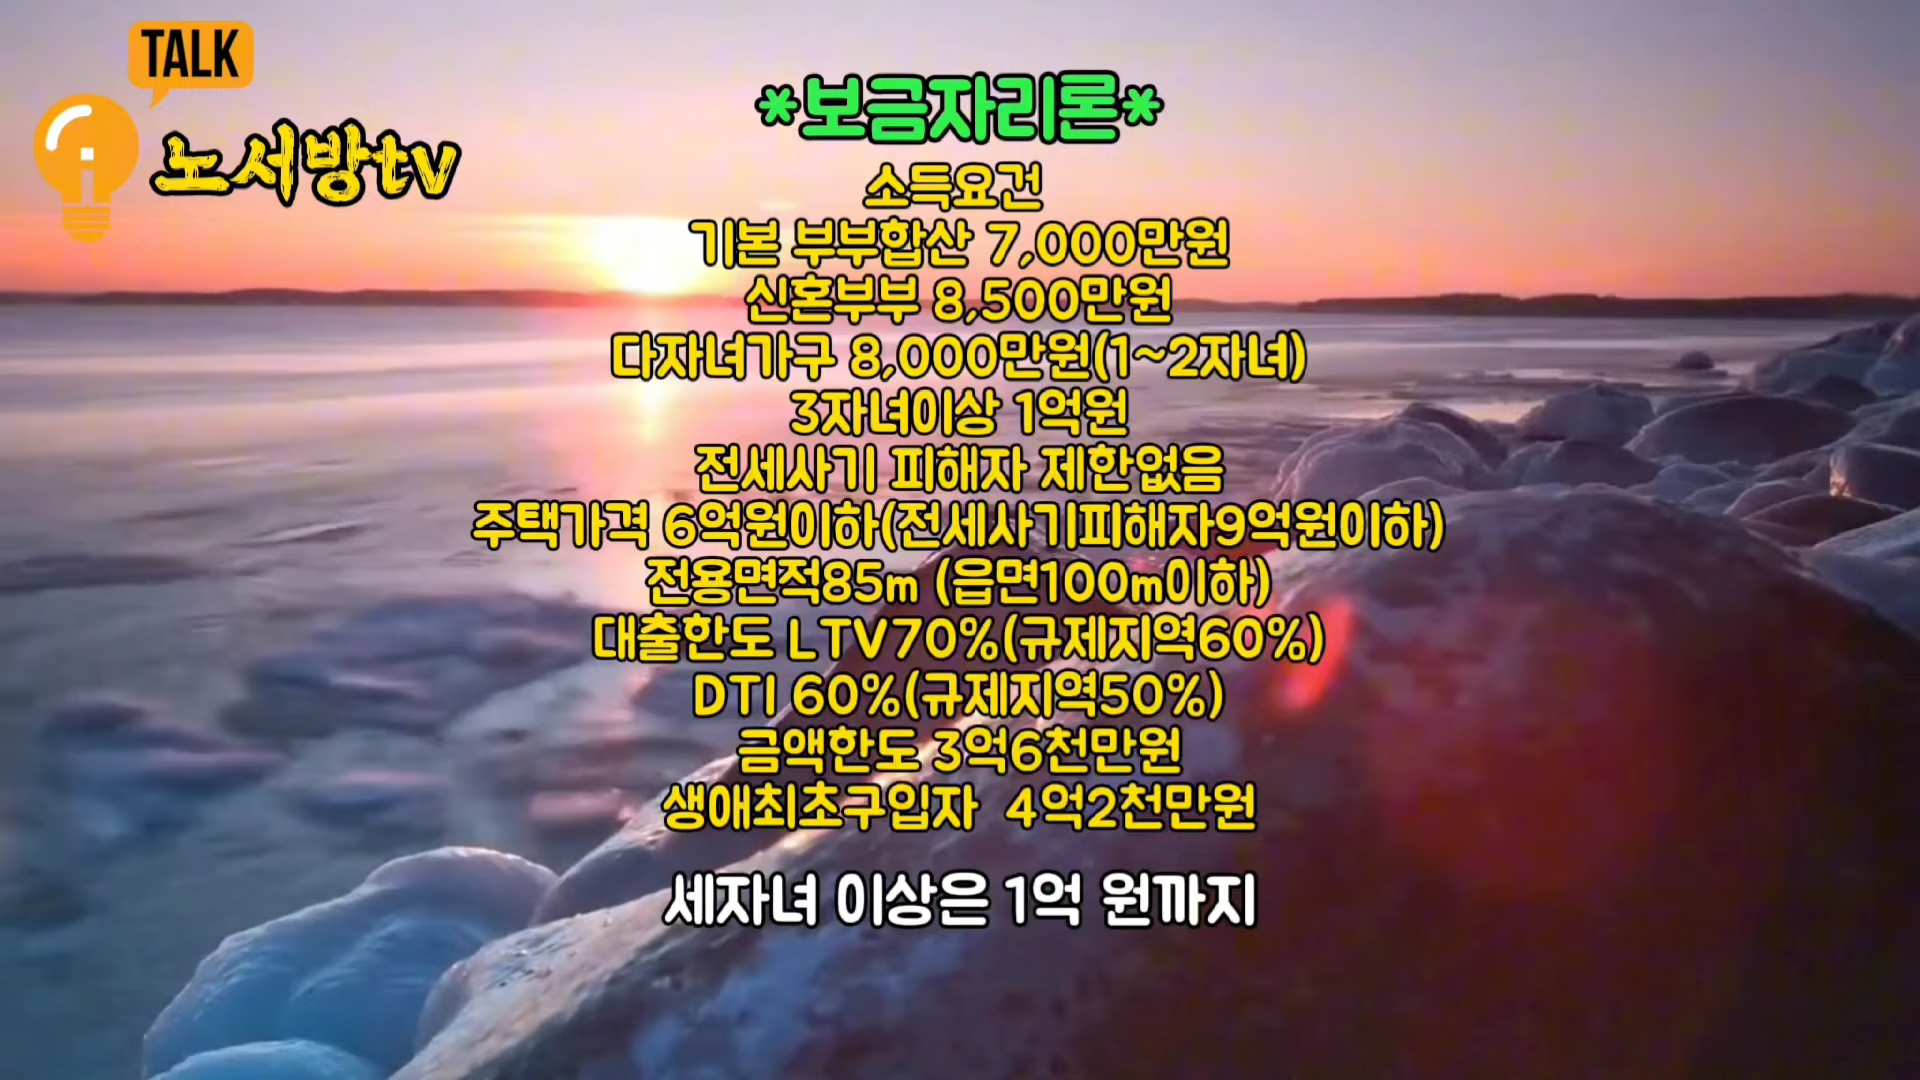 TALK
노서방tv
*보금자리론*
소득요건
기본 부부합산 7,000만원
신혼부부 8,500만원
다자녀가구 8,000만원(1~2자녀)
3자녀이상 1억원
전세사기 피해자 제한없음
주택가격 6억원이하(전세사기피해자9억원이하)
전용면적85m (읍면100m이하)
대출한도 LTV70%(규제지역60%)
DTI 60%(규제지역50%)
금액한도 3억6천만원
생애최초구입자 4억2천만원
세자녀 이상은 1억 원까지